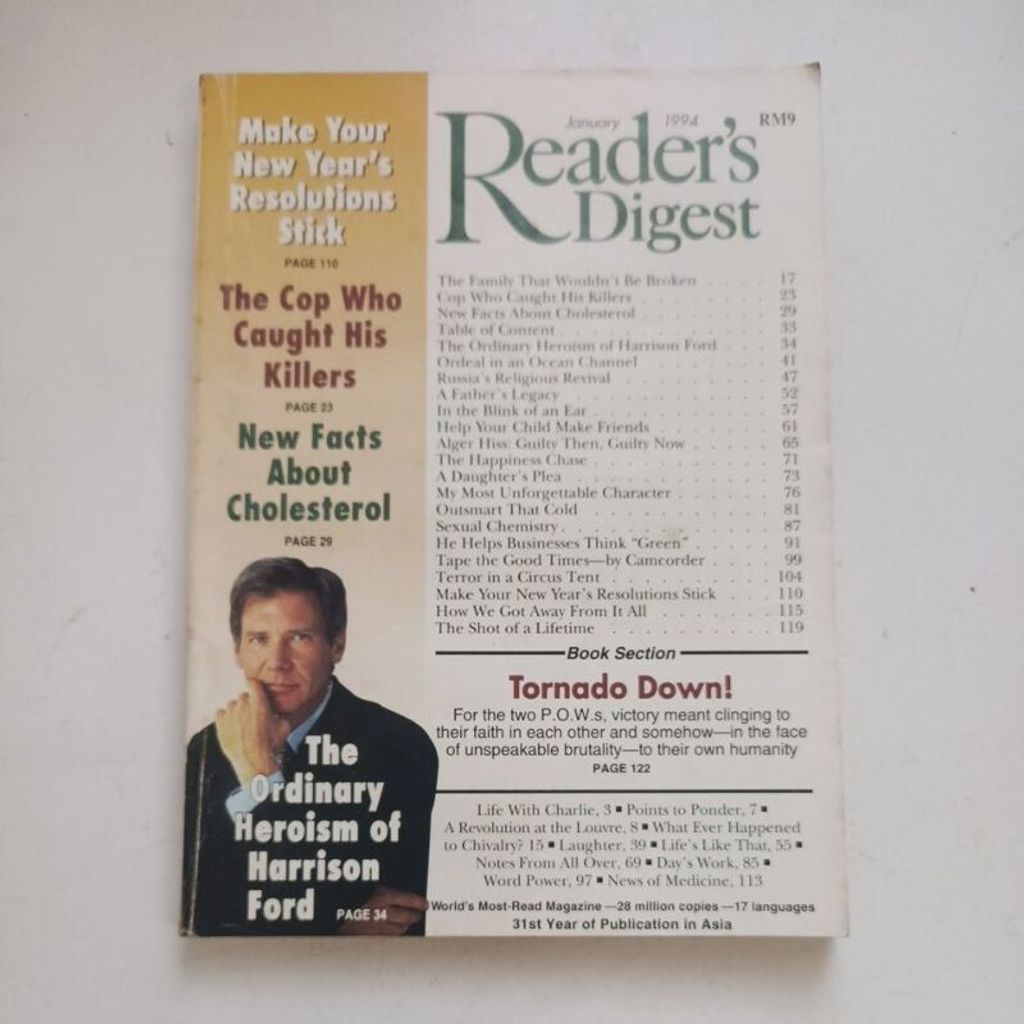 Make Your
New Year's
Resolutions
Stick
PAGE 110
The Cop Who
Caught His
Killers
PAGE 23
New Facts
About
Cholesterol
PAGE 29
The
Ordinary
Heroism of
Harrison
Ford PAGE 34
January 1994 RM9
Reader's
Digest
The Family That Wouldn't Be Broken . . . . 17
Cop Who Caught His Killers . . . . . . . 23
New Facts About Cholesterol . . . . . . . 29
Table of Content . . . . . . . . . . . 33
The Ordinary Heroism of Harrison Ford . . . 34
Ordeal in an Ocean Channel . . . . . . . 41
Russia's Religious Revival . . . . . . . . 47
A Father's Legacy . . . . . . . . . . . 52
In the Blink of an Ear . . . . . . . . . 57
Help Your Child Make Friends . . . . . . 61
Alger Hiss: Guilty Then, Guilty Now . . . . 65
The Happiness Chase . . . . . . . . . 71
A Daughter's Plea . . . . . . . . . . 73
My Most Unforgettable Character . . . . . 76
Outsmart That Cold . . . . . . . . . 81
Sexual Chemistry . . . . . . . . . . . 87
He Helps Businesses Think "Green" . . . . . 91
Tape the Good Times—by Camcorder . . . . 99
Terror in a Circus Tent . . . . . . . . . 104
Make Your New Year's Resolutions Stick . . . 110
How We Got Away From It All . . . . . . 115
The Shot of a Lifetime . . . . . . . . . 119
Book Section
Tornado Down!
For the two P.O.W.s, victory meant clinging to
their faith in each other and somehow—in the face
of unspeakable brutality—to their own humanity
PAGE 122
Life With Charlie, 3 ■ Points to Ponder, 7 ■
A Revolution at the Louvre, 8 ■ What Ever Happened
to Chivalry? 15 ■ Laughter, 39 ■ Life's Like That, 55 ■
Notes From All Over, 69 ■ Day's Work, 85 ■
Word Power, 97 ■ News of Medicine, 113
World's Most-Read Magazine—28 million copies—17 languages
31st Year of Publication in Asia